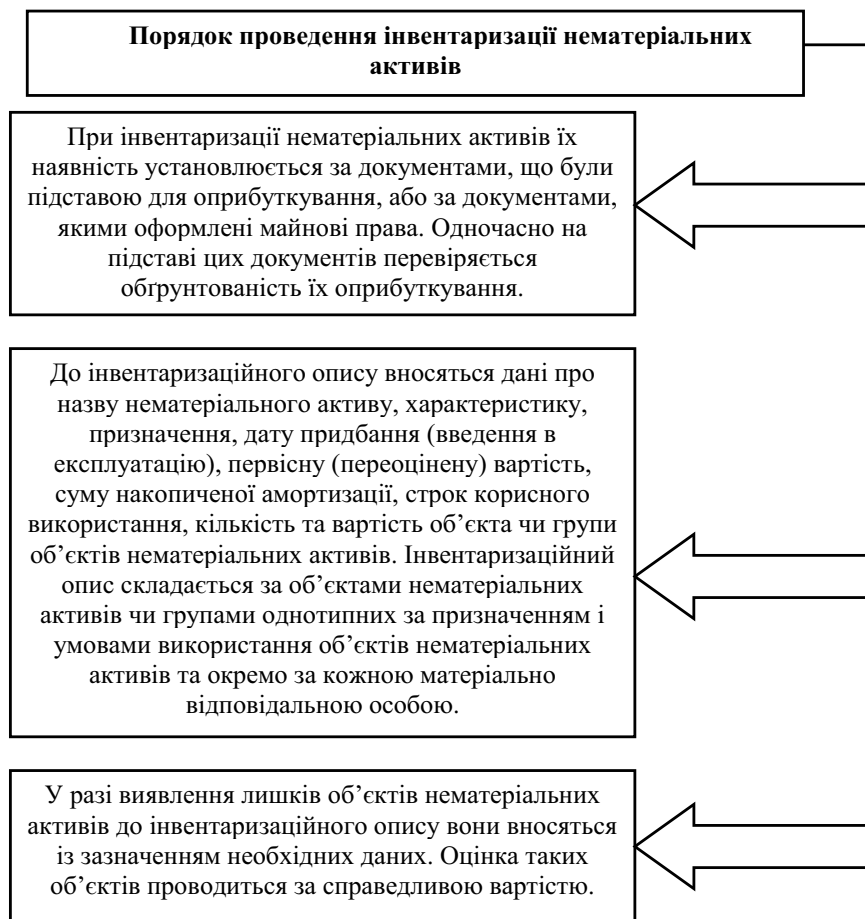 Порядок проведення інвентаризації нематеріальних
активів
При інвентаризації нематеріальних активів їх
наявність установлюється за документами, що були
підставою для оприбуткування, або за документами,
якими оформлені майнові права. Одночасно на
підставі цих документів перевіряється
обґрунтованість їх оприбуткування.
До інвентаризаційного опису вносяться дані про
назву нематеріального активу, характеристику,
призначення, дату придбання (введення в
експлуатацію), первісну (переоцінену) вартість,
суму накопиченої амортизації, строк корисного
використання, кількість та вартість об’єкта чи групи
об’єктів нематеріальних активів. Інвентаризаційний
опис складається за об’єктами нематеріальних
активів чи групами однотипних за призначенням і
умовами використання об’єктів нематеріальних
активів та окремо за кожною матеріально
відповідальною особою.
У разі виявлення лишків об’єктів нематеріальних
активів до інвентаризаційного опису вони вносяться
із зазначенням необхідних даних. Оцінка таких
об’єктів проводиться за справедливою вартістю.